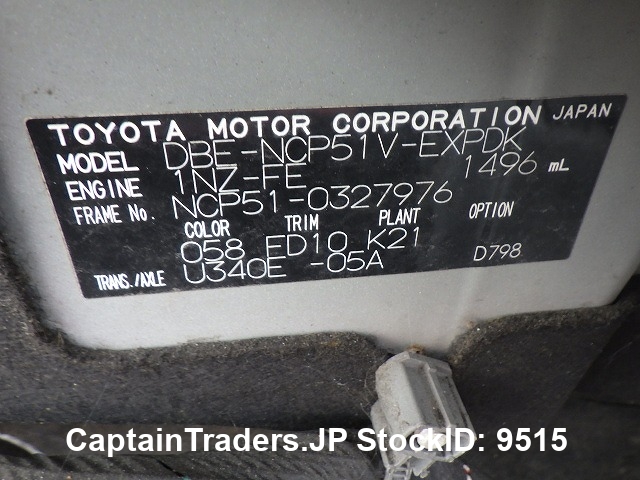 TOYOTA MOTOR CORPORATION JAPAN
MODEL DBE-NCP51V-EXPDK
ENGINE 1NZ-FE 1496 mL
FRAME No. NCP51-0327976
COLOR TRIM PLANT OPTION
058 FD10 K21
TRANS./AXLE U340E -05A D798
CaptainTraders.JP StockID: 9515